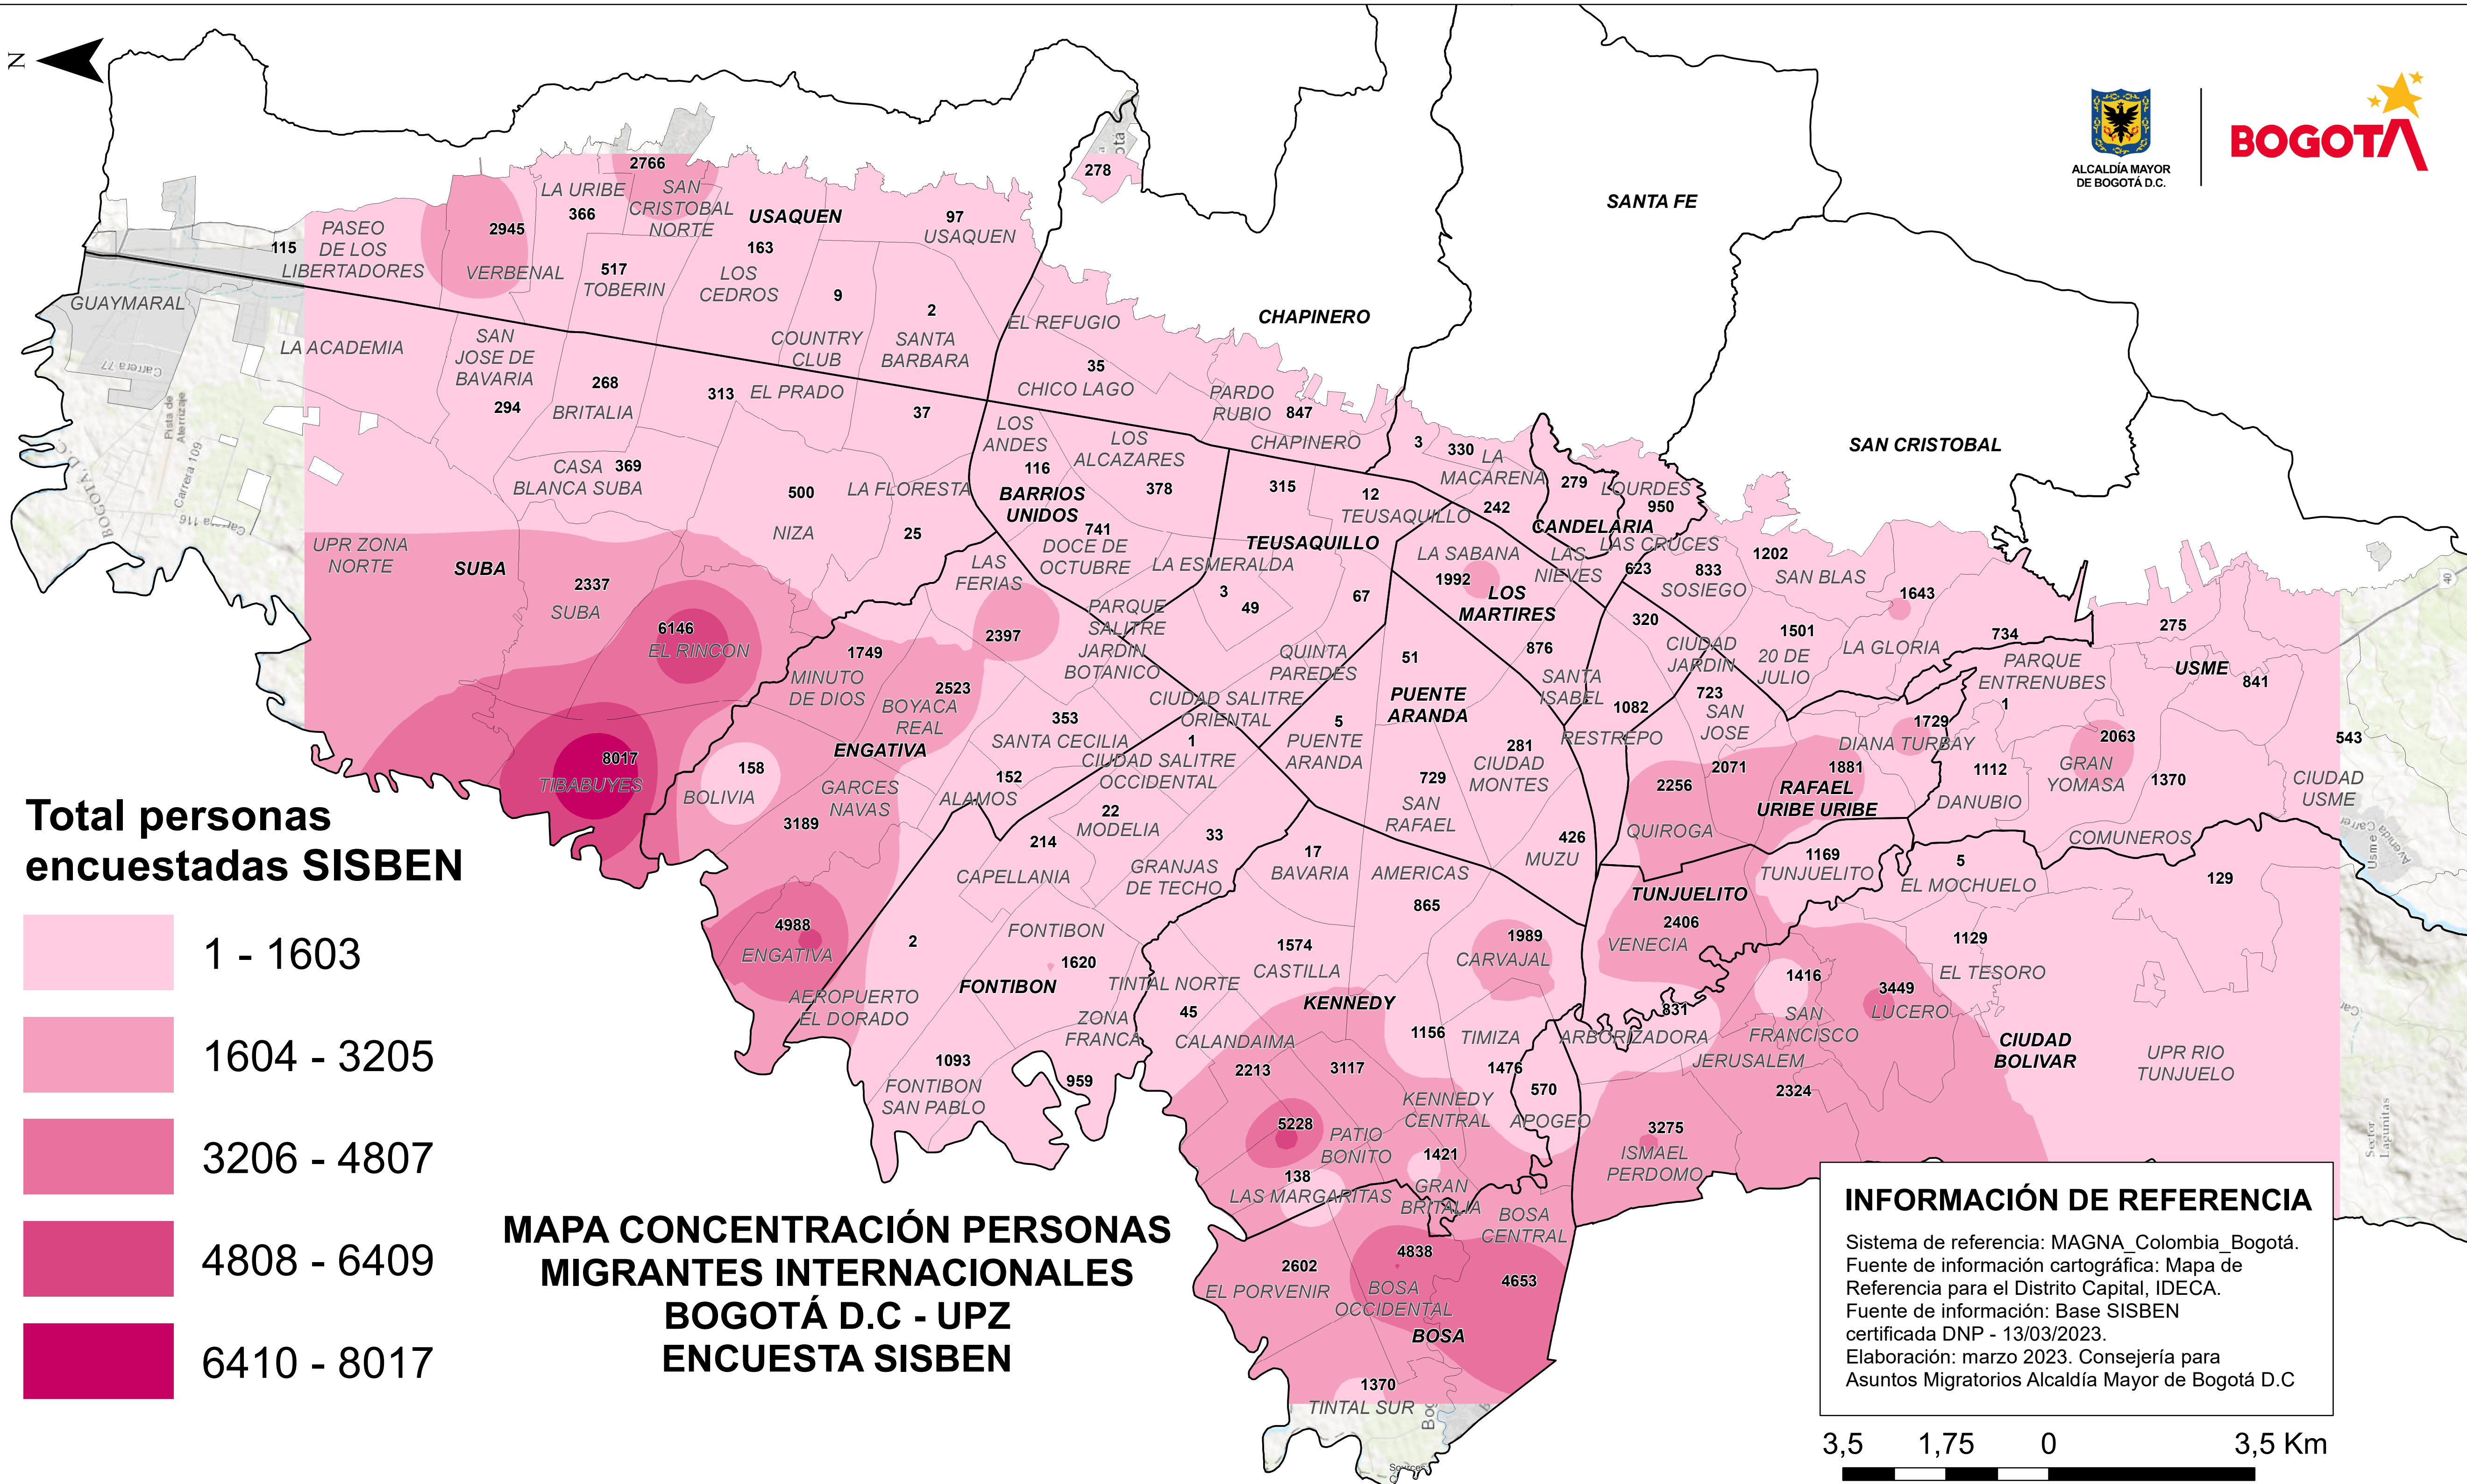 N
ALCALDÍA MAYOR
DE BOGOTÁ D.C.
BOGOTÁ
2766
LA URIBE
SAN
CRISTOBAL
NORTE
366
USAQUEN
97
USAQUEN
278
SANTA FE
PASEO
DE LOS
LIBERTADORES
115
2945
VERBENAL
517
TOBERIN
163
LOS
CEDROS
9
COUNTRY
CLUB
2
SANTA
BARBARA
GUAYMARAL
LA ACADEMIA
Carrera 77
Pista de
Aterrizaje
Carrera 109
Carrera 116
BOGOTÁ, D.C.
SAN
JOSE DE
BAVARIA
294
268
BRITALIA
313
EL PRADO
37
EL REFUGIO
35
CHICO LAGO
CHAPINERO
PARDO
RUBIO
847
CHAPINERO
3
330
LA
MACARENA
SAN CRISTOBAL
LOS
ANDES
116
LOS
ALCAZARES
378
BARRIOS
UNIDOS
741
DOCE DE
OCTUBRE
CASA
BLANCA SUBA
369
500
NIZA
LA FLORESTA
25
315
12
TEUSAQUILLO
242
279
LOURDES
950
CANDELARIA
LAS CRUCES
TEUSAQUILLO
LA ESMERALDA
LA SABANA
LAS
NIEVES
623
833
SOSIEGO
1202
SAN BLAS
UPR ZONA
NORTE
SUBA
2337
SUBA
LAS
FERIAS
2397
PARQUE
SALITRE
JARDIN
BOTANICO
3
49
67
1992
LOS
MARTIRES
320
1643
6146
EL RINCON
1749
MINUTO
DE DIOS
2523
BOYACA
REAL
QUINTA
PAREDES
51
876
SANTA
ISABEL
CIUDAD
JARDIN
1501
20 DE
JULIO
LA GLORIA
734
275
PARQUE
ENTRENUBES
1
USME
841
353
SANTA CECILIA
CIUDAD SALITRE
ORIENTAL
1
CIUDAD SALITRE
OCCIDENTAL
PUENTE
ARANDA
5
PUENTE
ARANDA
1082
RESTREPO
723
SAN
JOSE
1729
DIANA TURBAY
2063
GRAN
YOMASA
543
CIUDAD
USME
8017
TIBABUYES
158
BOLIVIA
ENGATIVA
GARCES
NAVAS
3189
152
ALAMOS
22
MODELIA
214
CAPELLANIA
33
GRANJAS
DE TECHO
281
CIUDAD
MONTES
729
SAN
RAFAEL
426
MUZU
2256
2071
QUIROGA
1881
RAFAEL
URIBE URIBE
1112
DANUBIO
1370
COMUNEROS
17
BAVARIA
AMERICAS
865
1169
TUNJUELITO
TUNJUELITO
2406
VENECIA
5
EL MOCHUELO
129
4988
ENGATIVA
2
AEROPUERTO
EL DORADO
FONTIBON
1620
FONTIBON
TINTAL NORTE
45
1574
CASTILLA
KENNEDY
1989
CARVAJAL
1416
SAN
FRANCISCO
3449
LUCERO
1129
EL TESORO
CIUDAD
BOLIVAR
UPR RIO
TUNJUELO
ZONA
FRANCA
959
1093
FONTIBON
SAN PABLO
CALANDAIMA
2213
3117
1156
TIMIZA
1476
570
APOGEO
831
ARBORIZADORA
JERUSALEM
2324
KENNEDY
CENTRAL
5228
PATIO
BONITO
1421
GRAN
BRITALIA
138
LAS MARGARITAS
3275
ISMAEL
PERDOMO
BOSA
CENTRAL
4653
2602
EL PORVENIR
4838
BOSA
OCCIDENTAL
BOSA
1370
TINTAL SUR
Sector
Lagunitas
40
Total personas
encuestadas SISBEN
1 - 1603
1604 - 3205
3206 - 4807
4808 - 6409
6410 - 8017
MAPA CONCENTRACIÓN PERSONAS
MIGRANTES INTERNACIONALES
BOGOTÁ D.C - UPZ
ENCUESTA SISBEN
INFORMACIÓN DE REFERENCIA
Sistema de referencia: MAGNA_Colombia_Bogotá.
Fuente de información cartográfica: Mapa de
Referencia para el Distrito Capital, IDECA.
Fuente de información: Base SISBEN
certificada DNP - 13/03/2023.
Elaboración: marzo 2023. Consejería para
Asuntos Migratorios Alcaldía Mayor de Bogotá D.C
3,5 1,75 0 3,5 Km